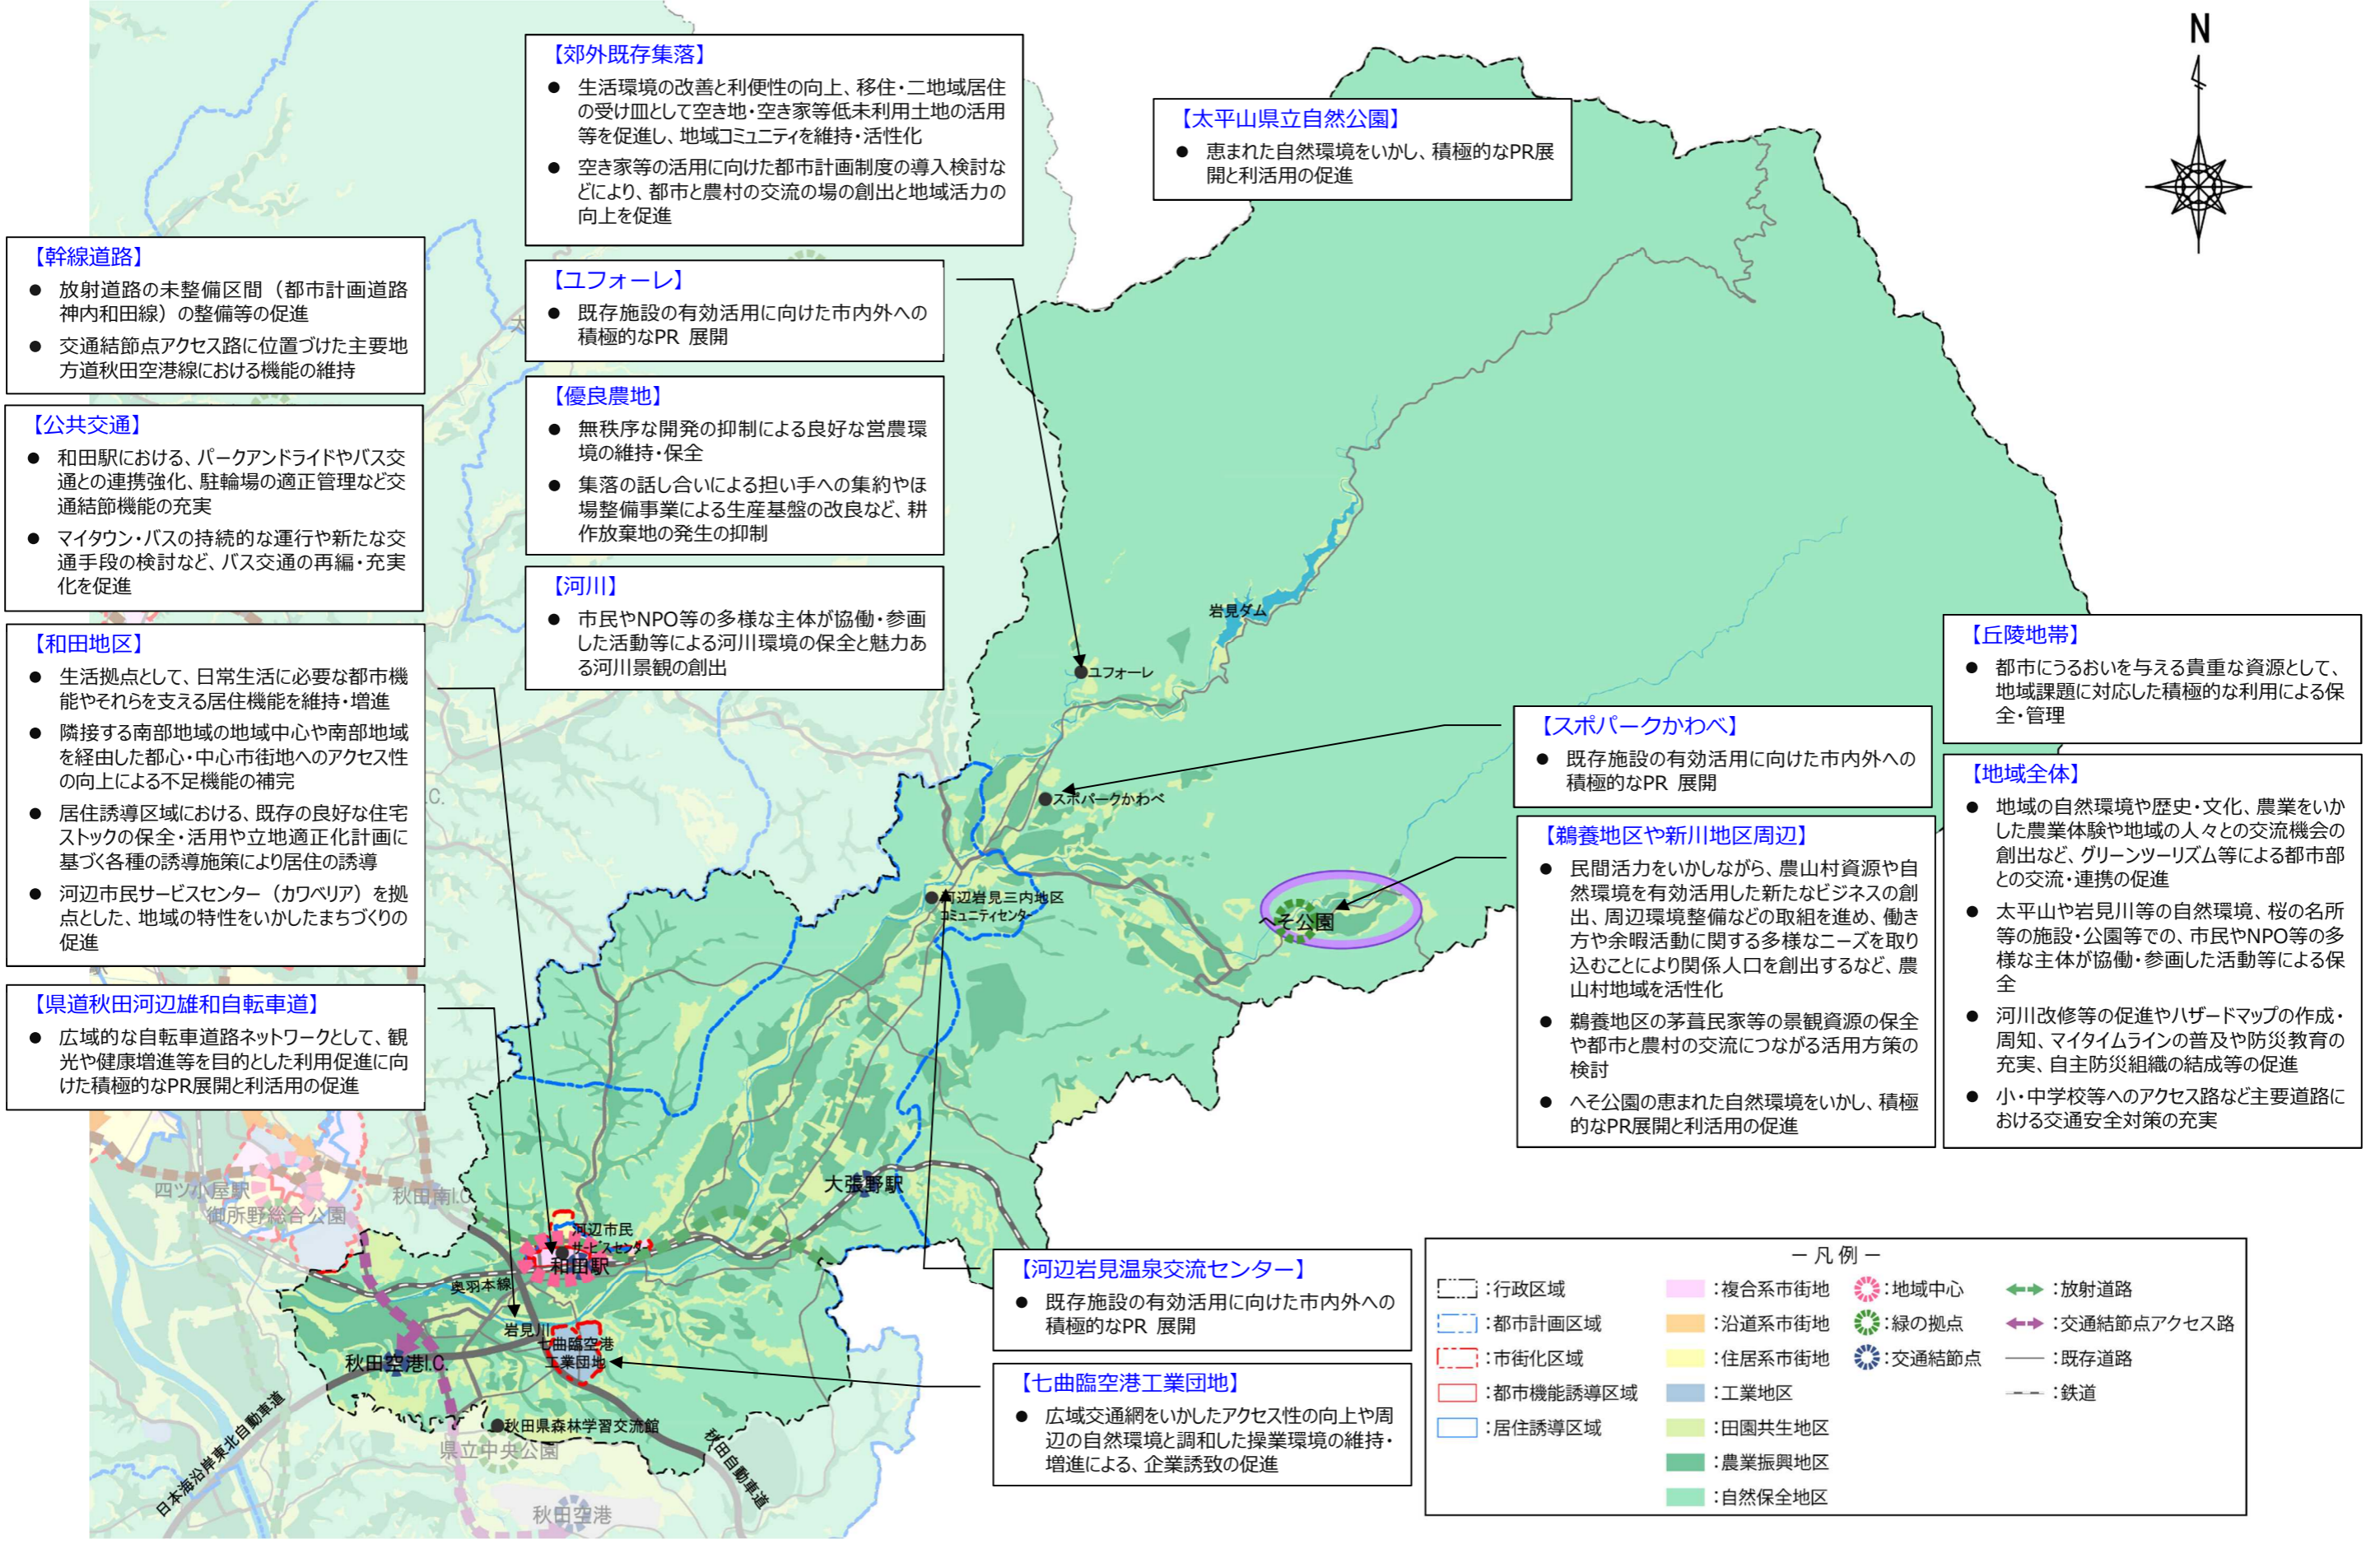 【郊外既存集落】
● 生活環境の改善と利便性の向上、移住・二地域居住
の受け皿として空き地・空き家等低未利用土地の活用
等を促進し、地域コミュニティを維持・活性化
● 空き家等の活用に向けた都市計画制度の導入検討な
どにより、都市と農村の交流の場の創出と地域活力の
向上を促進
【太平山県立自然公園】
● 恵まれた自然環境をいかし、積極的なPR展
開と利活用の促進
N
【幹線道路】
● 放射道路の未整備区間（都市計画道路
神内和田線）の整備等の促進
● 交通結節点アクセス路に位置づけた主要地
方道秋田空港線における機能の維持
【公共交通】
● 和田駅における、パークアンドライドやバス交
通との連携強化、駐輪場の適正管理など交
通結節機能の充実
● マイタウン・バスの持続的な運行や新たな交
通手段の検討など、バス交通の再編・充実
化を促進
【和田地区】
● 生活拠点として、日常生活に必要な都市機
能やそれらを支える居住機能を維持・増進
● 隣接する南部地域の地域中心や南部地域
を経由した都心・中心市街地へのアクセス性
の向上による不足機能の補完
● 居住誘導区域における、既存の良好な住宅
ストックの保全・活用や立地適正化計画に
基づく各種の誘導施策により居住の誘導
● 河辺市民サービスセンター（カワベリア）を拠
点とした、地域の特性をいかしたまちづくりの
促進
【県道秋田河辺雄和自転車道】
● 広域的な自転車道路ネットワークとして、観
光や健康増進等を目的とした利用促進に向
けた積極的なPR展開と利活用の促進
【ユフォーレ】
● 既存施設の有効活用に向けた市内外への
積極的なPR 展開
【優良農地】
● 無秩序な開発の抑制による良好な営農環
境の維持・保全
● 集落の話し合いによる担い手への集約やほ
場整備事業による生産基盤の改良など、耕
作放棄地の発生の抑制
【河川】
● 市民やNPO等の多様な主体が協働・参画
した活動等による河川環境の保全と魅力あ
る河川景観の創出
岩見ダム
ユフォーレ
スポパークかわべ
河辺岩見三内地区
コミュニティセンター
へそ公園
大張野駅
河辺市民
サービスセンター
和田駅
奥羽本線
岩見川
七曲臨空港
工業団地
秋田空港I.C.
秋田県森林学習交流館
県立中央公園
秋田空港
四ツ小屋駅
御所野総合公園
秋田南I.C.
日本海沿岸東北自動車道
秋田自動車道
【丘陵地帯】
● 都市にうるおいを与える貴重な資源として、
地域課題に対応した積極的な利用による保
全・管理
【スポパークかわべ】
● 既存施設の有効活用に向けた市内外への
積極的なPR 展開
【鵜養地区や新川地区周辺】
● 民間活力をいかしながら、農山村資源や自
然環境を有効活用した新たなビジネスの創
出、周辺環境整備などの取組を進め、働き
方や余暇活動に関する多様なニーズを取り
込むことにより関係人口を創出するなど、農
山村地域を活性化
● 鵜養地区の茅葺民家等の景観資源の保全
や都市と農村の交流につながる活用方策の
検討
● へそ公園の恵まれた自然環境をいかし、積極
的なPR展開と利活用の促進
【地域全体】
● 地域の自然環境や歴史・文化、農業をいか
した農業体験や地域の人々との交流機会の
創出など、グリーンツーリズム等による都市部
との交流・連携の促進
● 太平山や岩見川等の自然環境、桜の名所
等の施設・公園等での、市民やNPO等の多
様な主体が協働・参画した活動等による保
全
● 河川改修等の促進やハザードマップの作成・
周知、マイタイムラインの普及や防災教育の
充実、自主防災組織の結成等の促進
● 小・中学校等へのアクセス路など主要道路に
おける交通安全対策の充実
【河辺岩見温泉交流センター】
● 既存施設の有効活用に向けた市内外への
積極的なPR 展開
【七曲臨空港工業団地】
● 広域交通網をいかしたアクセス性の向上や周
辺の自然環境と調和した操業環境の維持・
増進による、企業誘致の促進
－ 凡 例 －
：行政区域
：都市計画区域
：市街化区域
：都市機能誘導区域
：居住誘導区域
：複合系市街地
：沿道系市街地
：住居系市街地
：工業地区
：田園共生地区
：農業振興地区
：自然保全地区
：地域中心
：緑の拠点
：交通結節点
：放射道路
：交通結節点アクセス路
：既存道路
：鉄道